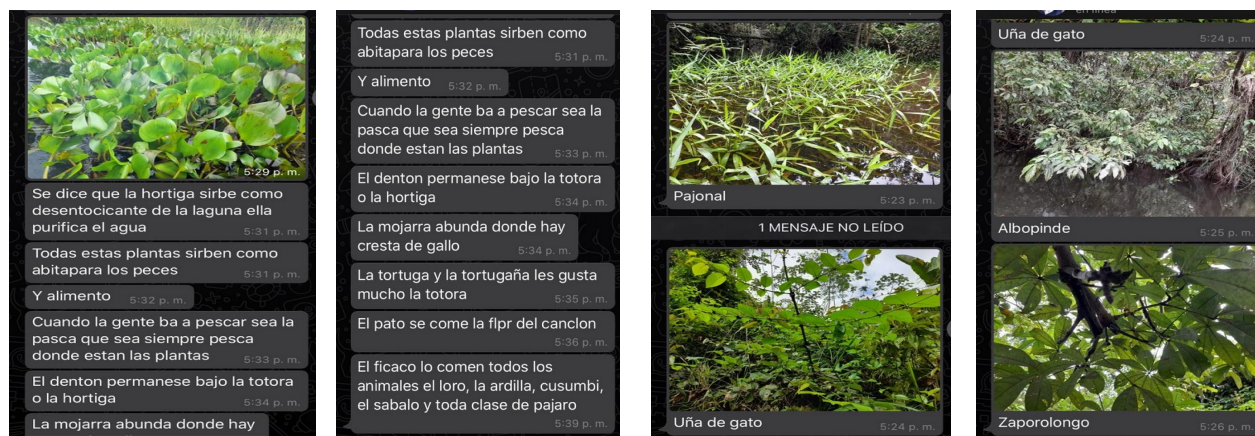 5:29 p. m.
Se dice que la hortiga sirbe como
desentocicante de la laguna ella
purifica el agua
5:31 p. m.
Todas estas plantas sirben como
abitapara los peces
5:31 p. m.
Y alimento
5:32 p. m.
Cuando la gente ba a pescar sea la
pasca que sea siempre pesca
donde estan las plantas
5:33 p. m.
El denton permanese bajo la totora
o la hortiga
5:34 p. m.
La mojarra abunda donde hay
Todas estas plantas sirben como
abitapara los peces
5:31 p. m.
Y alimento
5:32 p. m.
Cuando la gente ba a pescar sea la
pasca que sea siempre pesca
donde estan las plantas
5:33 p. m.
El denton permanese bajo la totora
o la hortiga
5:34 p. m.
La mojarra abunda donde hay
cresta de gallo
5:34 p. m.
La tortuga y la tortugaña les gusta
mucho la totora
5:35 p. m.
El pato se come la flpr del canclon
5:36 p. m.
El ficaco lo comen todos los
animales el loro, la ardilla, cusumbi,
el sabalo y toda clase de pajaro
5:39 p. m.
Pajonal
5:23 p. m.
1 MENSAJE NO LEÍDO
Uña de gato
5:24 p. m.
en línea
Uña de gato
5:24 p. m.
Albopinde
5:25 p. m.
Zaporolongo
5:26 p. m.